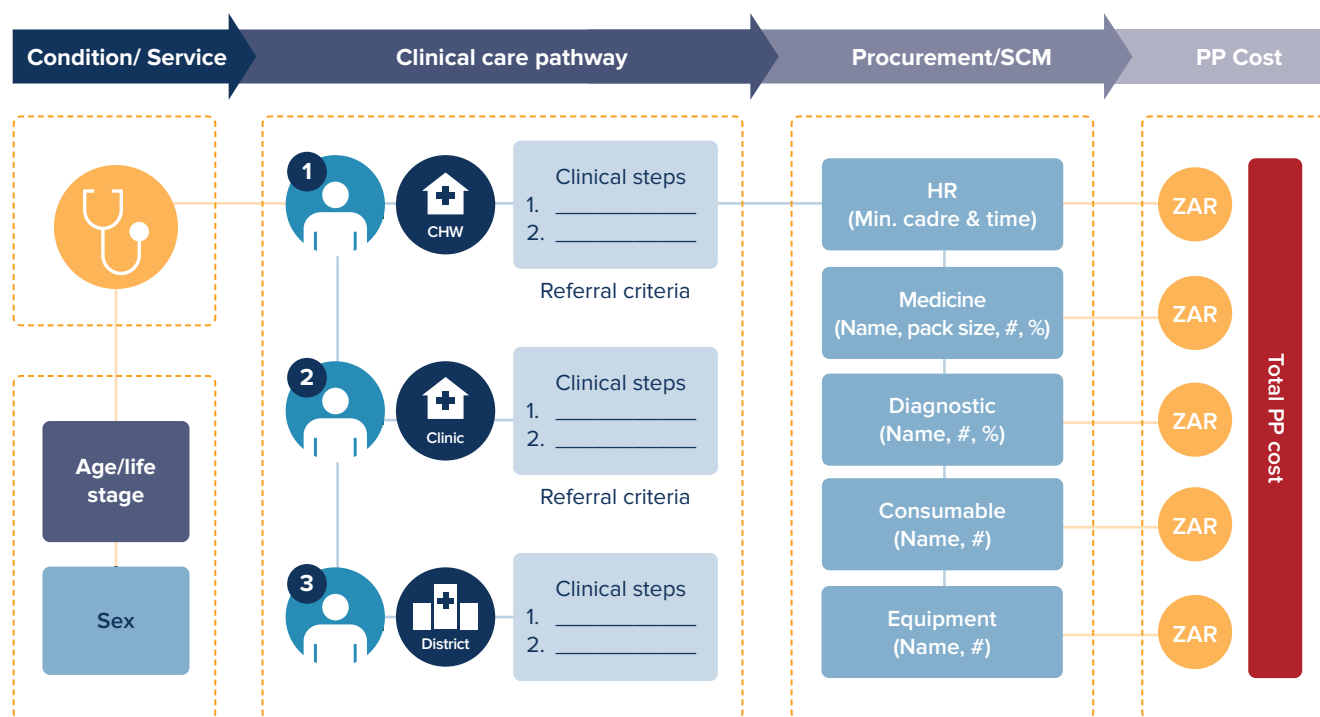 Condition/ Service
Clinical care pathway
Procurement/SCM
PP Cost
1
CHW
Clinical steps
1. ____________
2. ____________
Referral criteria
2
Clinic
Clinical steps
1. ____________
2. ____________
Referral criteria
3
District
Clinical steps
1. ____________
2. ____________
Age/life
stage
Sex
HR
(Min. cadre & time)
Medicine
(Name, pack size, #, %)
Diagnostic
(Name, #, %)
Consumable
(Name, #)
Equipment
(Name, #)
ZAR
ZAR
ZAR
ZAR
ZAR
Total PP cost